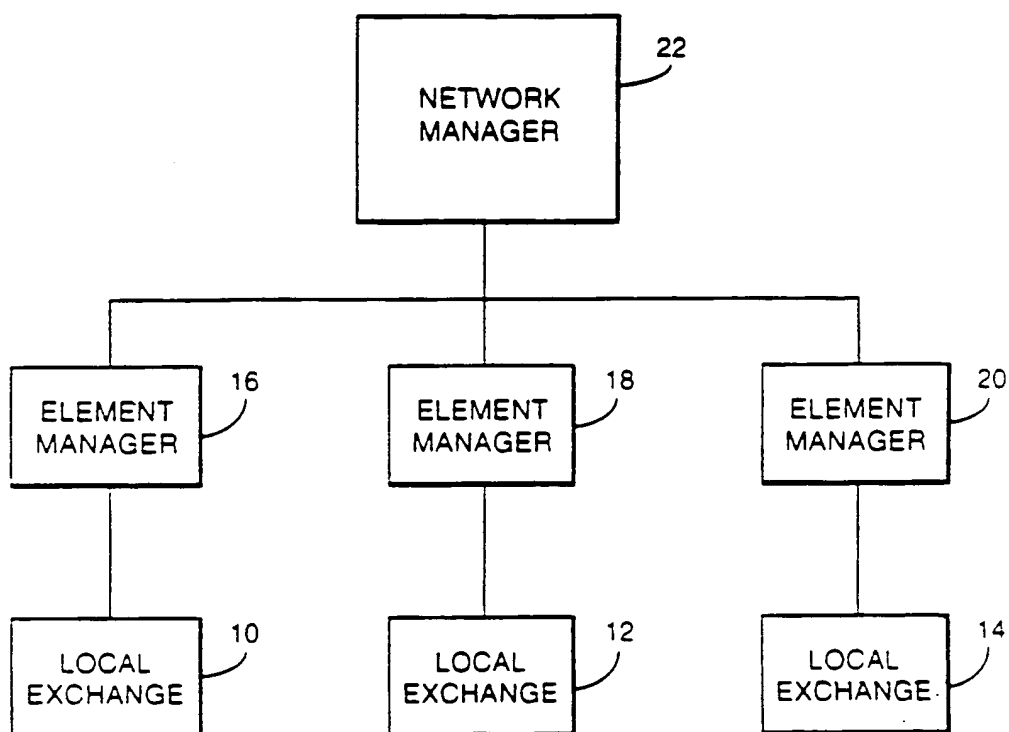 22
NETWORK
MANAGER
16
18
20
ELEMENT
MANAGER
ELEMENT
MANAGER
ELEMENT
MANAGER
10
12
14
LOCAL
EXCHANGE
LOCAL
EXCHANGE
LOCAL
EXCHANGE